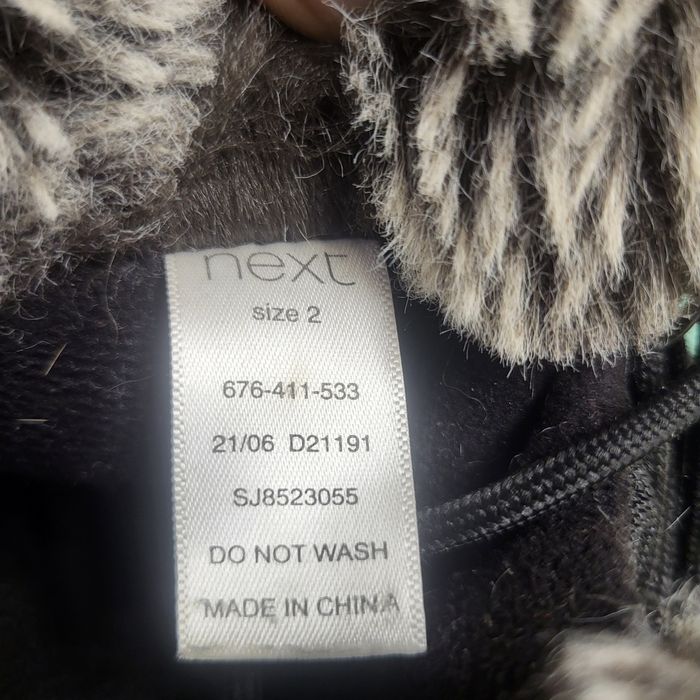 next
size 2
676-411-533
21/06 D21191
SJ8523055
DO NOT WASH
MADE IN CHINA